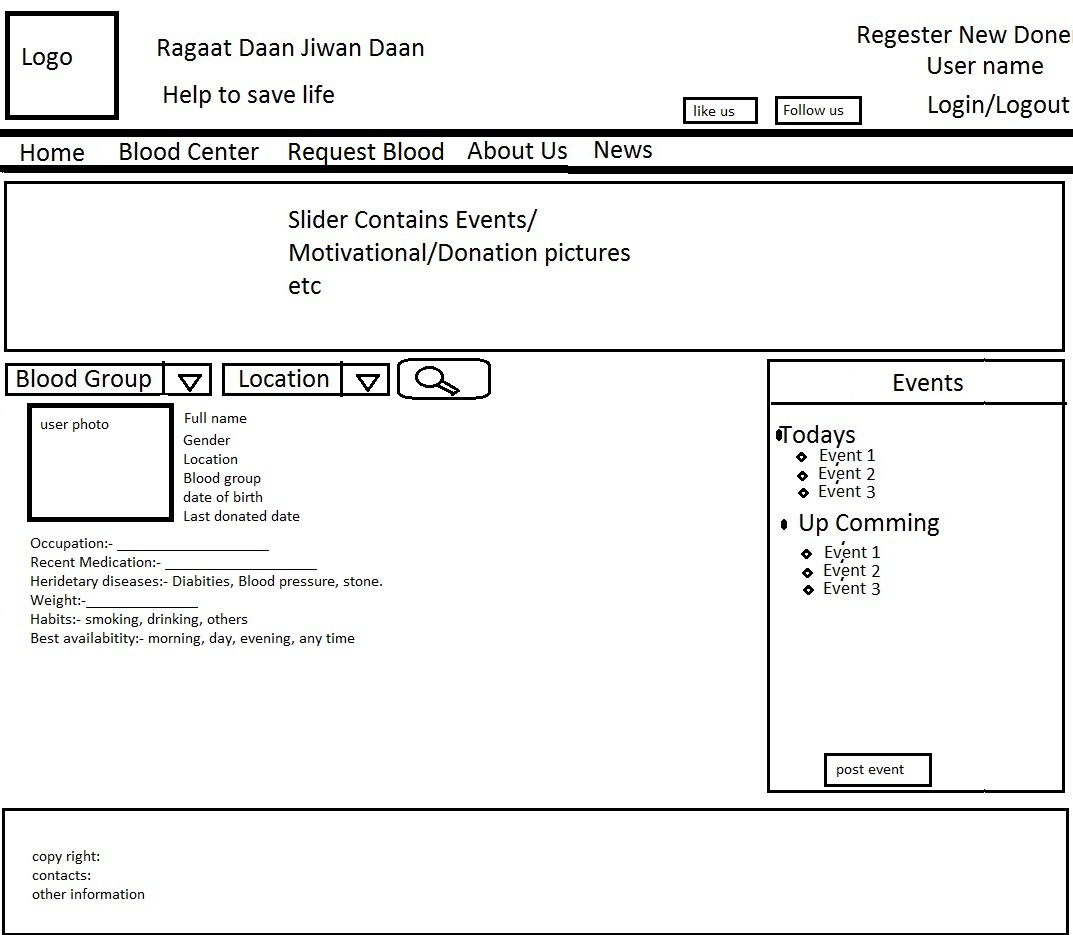 Logo
Ragaat Daan Jiwan Daan
Help to save life
Regester New Done
User name
Login/Logout
like us
Follow us
Home Blood Center Request Blood About Us News
Slider Contains Events/
Motivational/Donation pictures
etc
Blood Group
Location
user photo
Full name
Gender
Location
Blood group
date of birth
Last donated date
Occupation:- ____________________
Recent Medication:- ____________________
Heridetary diseases:- Diabities, Blood pressure, stone.
Weight:-_______________
Habits:- smoking, drinking, others
Best availabitity:- morning, day, evening, any time
Events
Todays
Event 1
Event 2
Event 3
Up Comming
Event 1
Event 2
Event 3
post event
copy right:
contacts:
other information